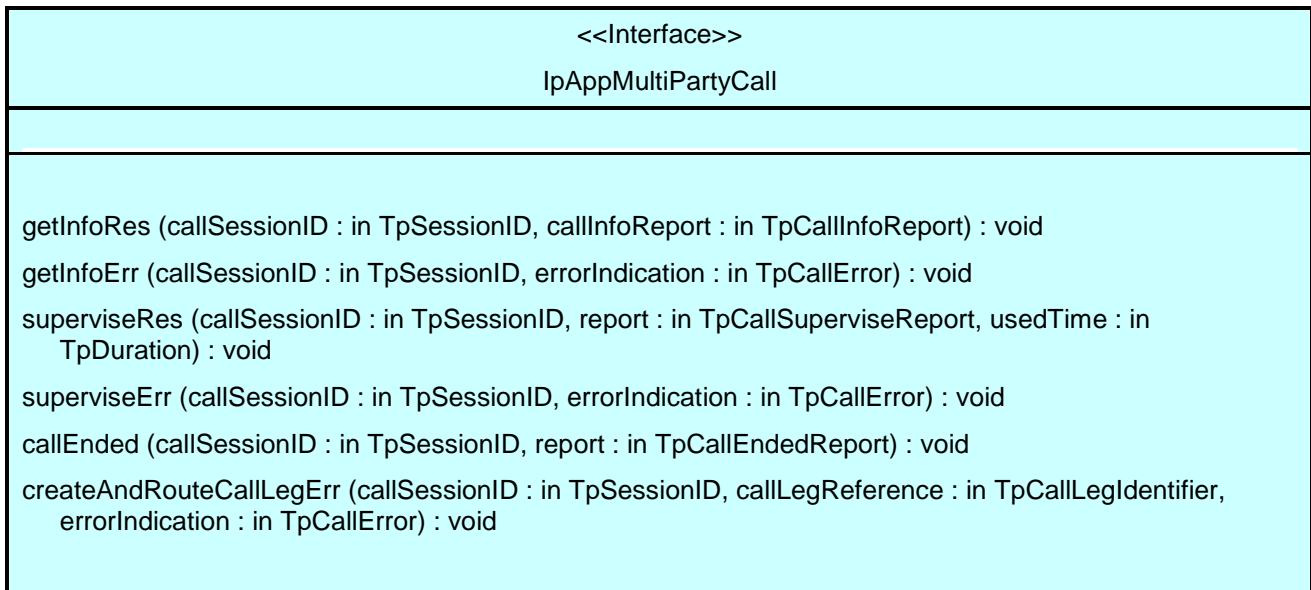 <<Interface>>
IpAppMultiPartyCall
getInfoRes (callSessionID : in TpSessionID, callInfoReport : in TpCallInfoReport) : void
getInfoErr (callSessionID : in TpSessionID, errorIndication : in TpCallError) : void
superviseRes (callSessionID : in TpSessionID, report : in TpCallSuperviseReport, usedTime : in
TpDuration) : void
superviseErr (callSessionID : in TpSessionID, errorIndication : in TpCallError) : void
callEnded (callSessionID : in TpSessionID, report : in TpCallEndedReport) : void
createAndRouteCallLegErr (callSessionID : in TpSessionID, callLegReference : in TpCallLegIdentifier,
errorIndication : in TpCallError) : void